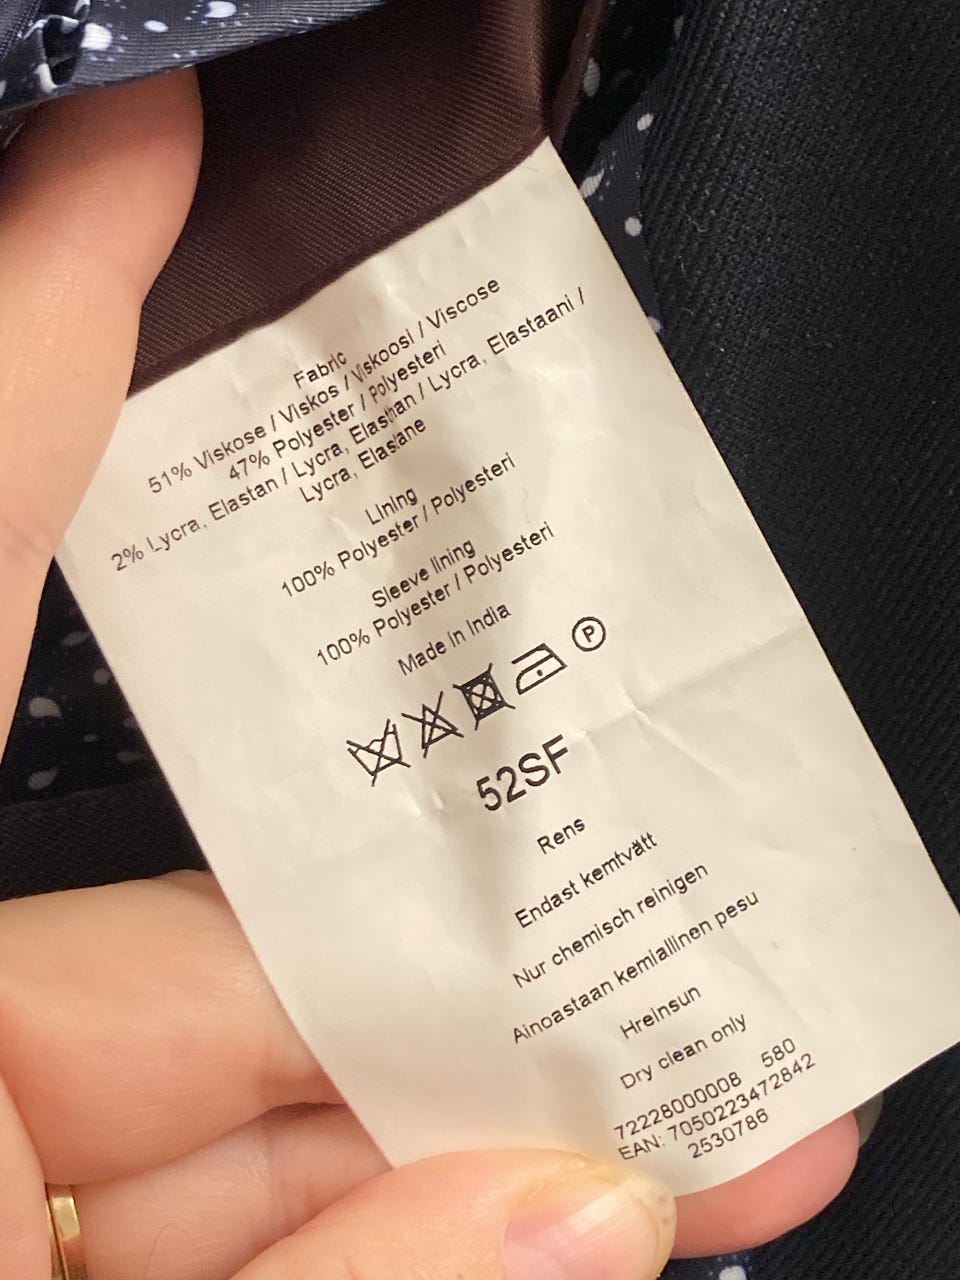 Fabric
51% Viskose / Viskos / Viskoosi / Viscose
47% Polyester / Polyesteri
2% Lycra, Elastan / Lycra, Elasthan / Lycra, Elastaani /
Lycra, Elaslane
Lining
100% Polyester / Polyesteri
Sleeve lining
100% Polyester / Polyesteri
Made in India
P
52SF
Rens
Endast kemtvätt
Nur chemisch reinigen
Ainoastaan kemiallinen pesu
Hreinsun
Dry clean only
72228000008 580
EAN: 7050223472842
2530786